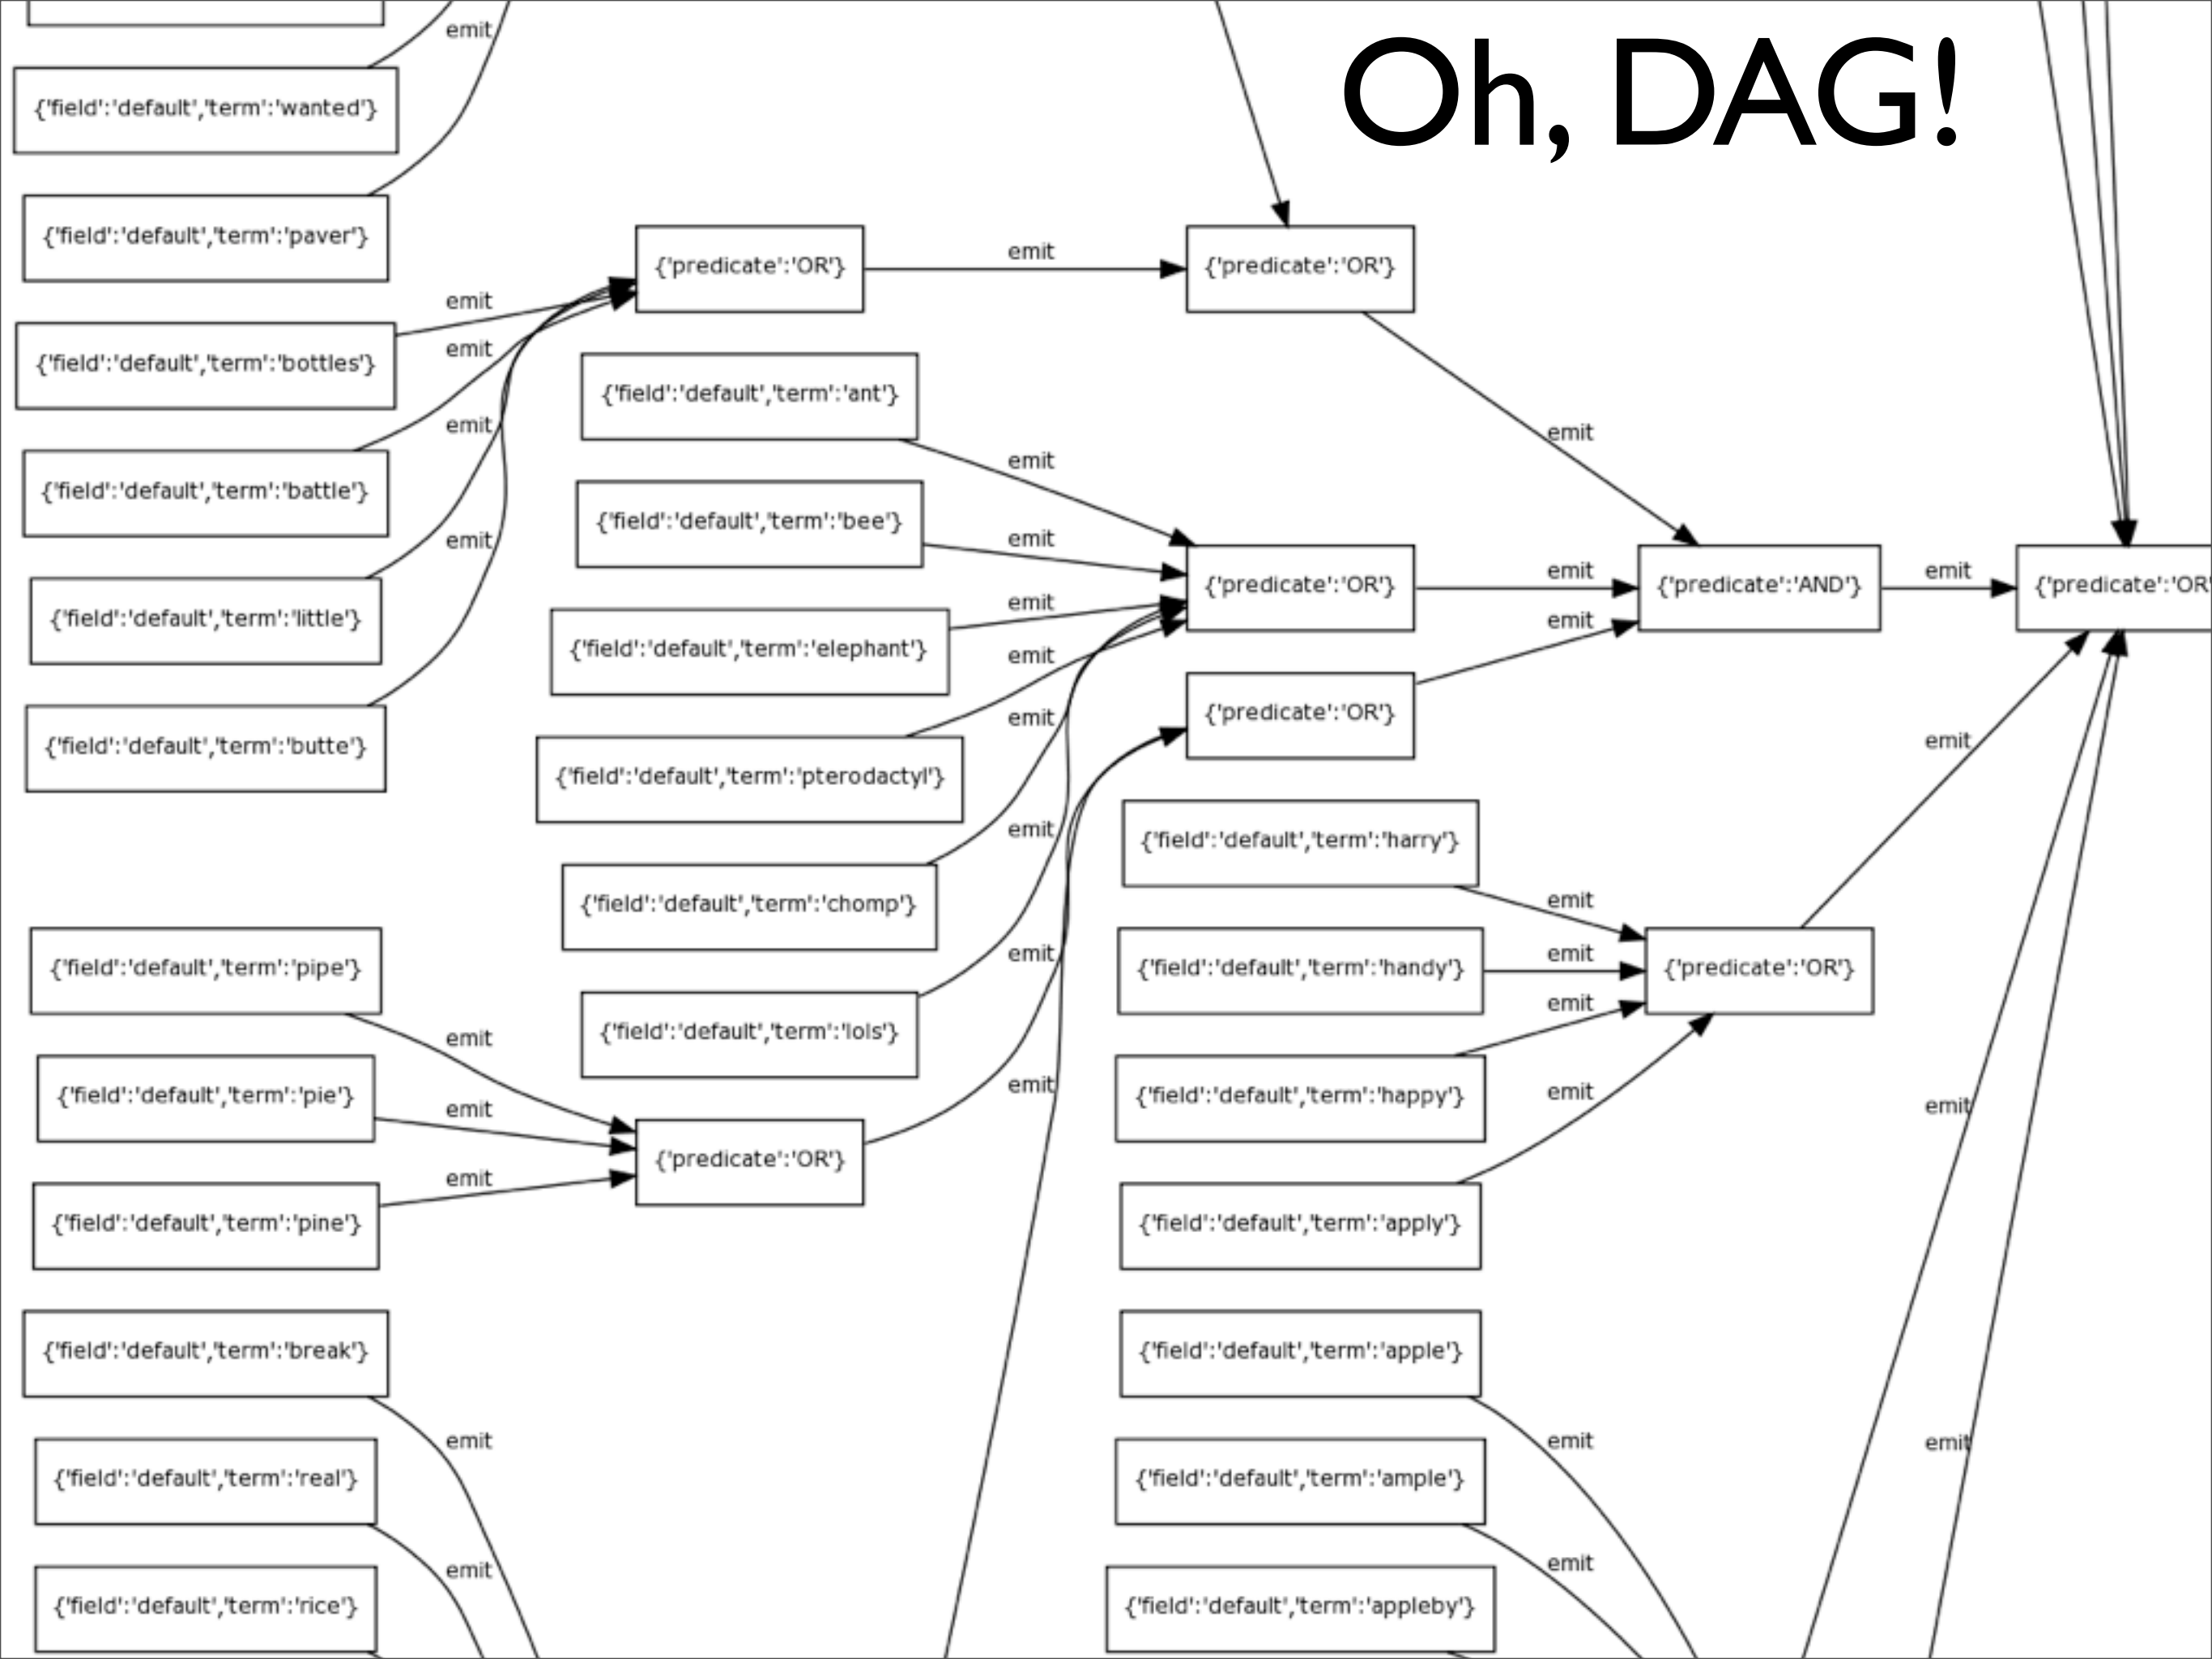 Oh, DAG!
emit
{'field':'default','term':'wanted'}
{'field':'default','term':'paver'}
{'predicate':'OR'}
emit
{'predicate':'OR'}
emit
{'field':'default','term':'bottles'}
emit
{'field':'default','term':'ant'}
emit
emit
emit
{'field':'default','term':'battle'}
{'field':'default','term':'bee'}
emit
emit
{'predicate':'OR'}
emit
{'predicate':'AND'}
emit
{'predicate':'OR'
{'field':'default','term':'little'}
emit
emit
{'field':'default','term':'elephant'}
emit
{'predicate':'OR'}
emit
emit
{'field':'default','term':'butte'}
{'field':'default','term':'pterodactyl'}
emit
{'field':'default','term':'harry'}
{'field':'default','term':'chomp'}
emit
{'field':'default','term':'pipe'}
emit
{'field':'default','term':'handy'}
emit
{'predicate':'OR'}
emit
{'field':'default','term':'lols'}
emit
{'field':'default','term':'pie'}
emit
emit
{'field':'default','term':'happy'}
emit
emit
{'predicate':'OR'}
emit
{'field':'default','term':'pine'}
{'field':'default','term':'apply'}
{'field':'default','term':'break'}
{'field':'default','term':'apple'}
emit
emit
emit
{'field':'default','term':'real'}
{'field':'default','term':'ample'}
emit
emit
{'field':'default','term':'rice'}
{'field':'default','term':'appleby'}